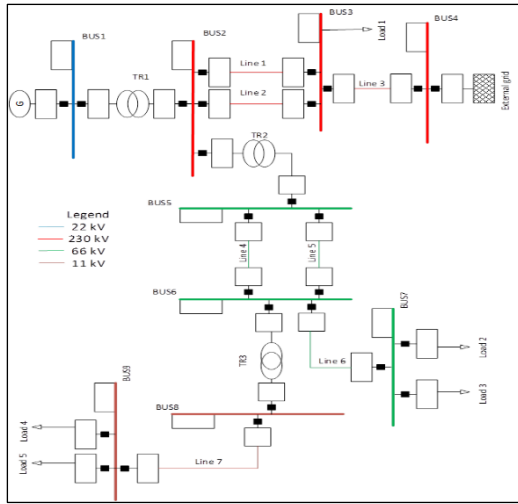 BUS1
BUS2
BUS3
BUS4
Load 1
TR1
Line 1
Line 2
Line 3
G
External grid
TR2
BUS5
Legend
22 kV
230 kV
66 kV
11 kV
Line 4
Line 5
BUS6
BUS7
TR3
Line 6
Load 2
Load 3
BUS9
BUS8
Load 4
Load 5
Line 7